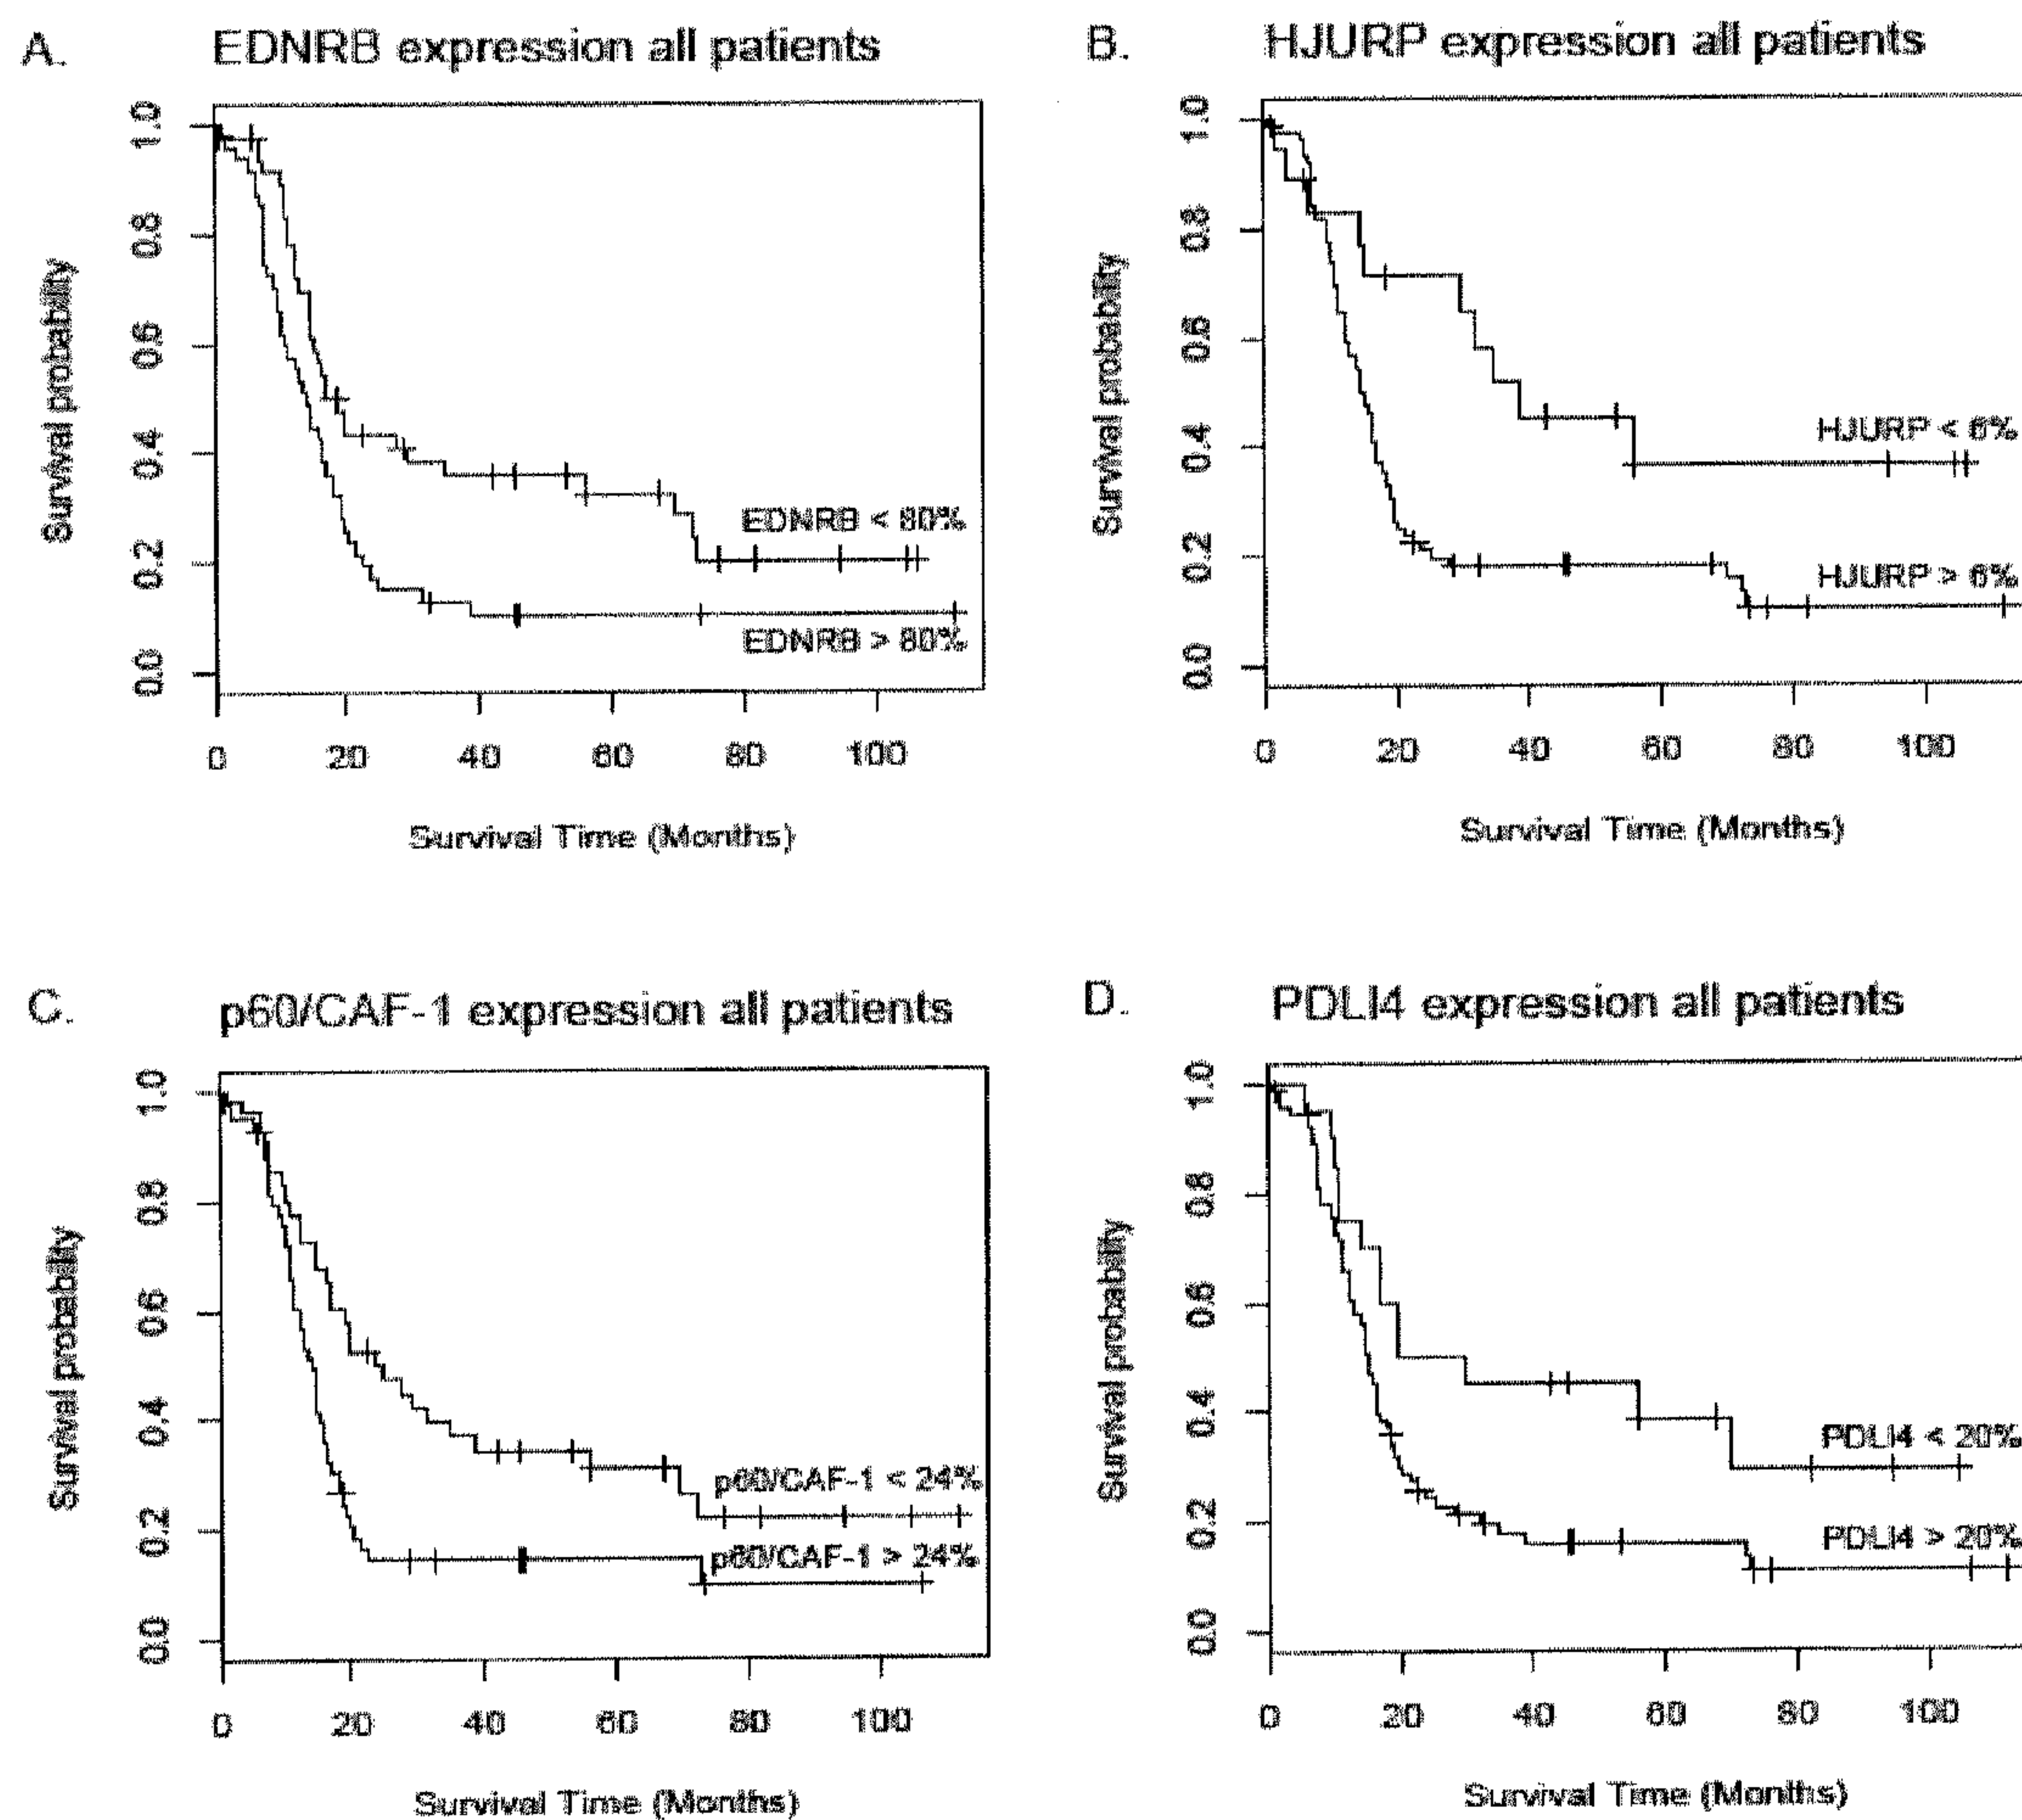 A. EDNRB expression all patients
Survival probability
1.0
0.8
0.6
0.4
0.2
0.0
EDNRB < 80%
EDNRB > 80%
0 20 40 60 80 100
Survival Time (Months)
B. HJURP expression all patients
Survival probability
1.0
0.8
0.6
0.4
0.2
0.0
HJURP < 6%
HJURP > 6%
0 20 40 60 80 100
Survival Time (Months)
C. p60/CAF-1 expression all patients
Survival probability
1.0
0.8
0.6
0.4
0.2
0.0
p60/CAF-1 < 24%
p60/CAF-1 > 24%
0 20 40 60 80 100
Survival Time (Months)
D. PDLI4 expression all patients
Survival probability
1.0
0.8
0.6
0.4
0.2
0.0
PDLI4 < 20%
PDLI4 > 20%
0 20 40 60 80 100
Survival Time (Months)